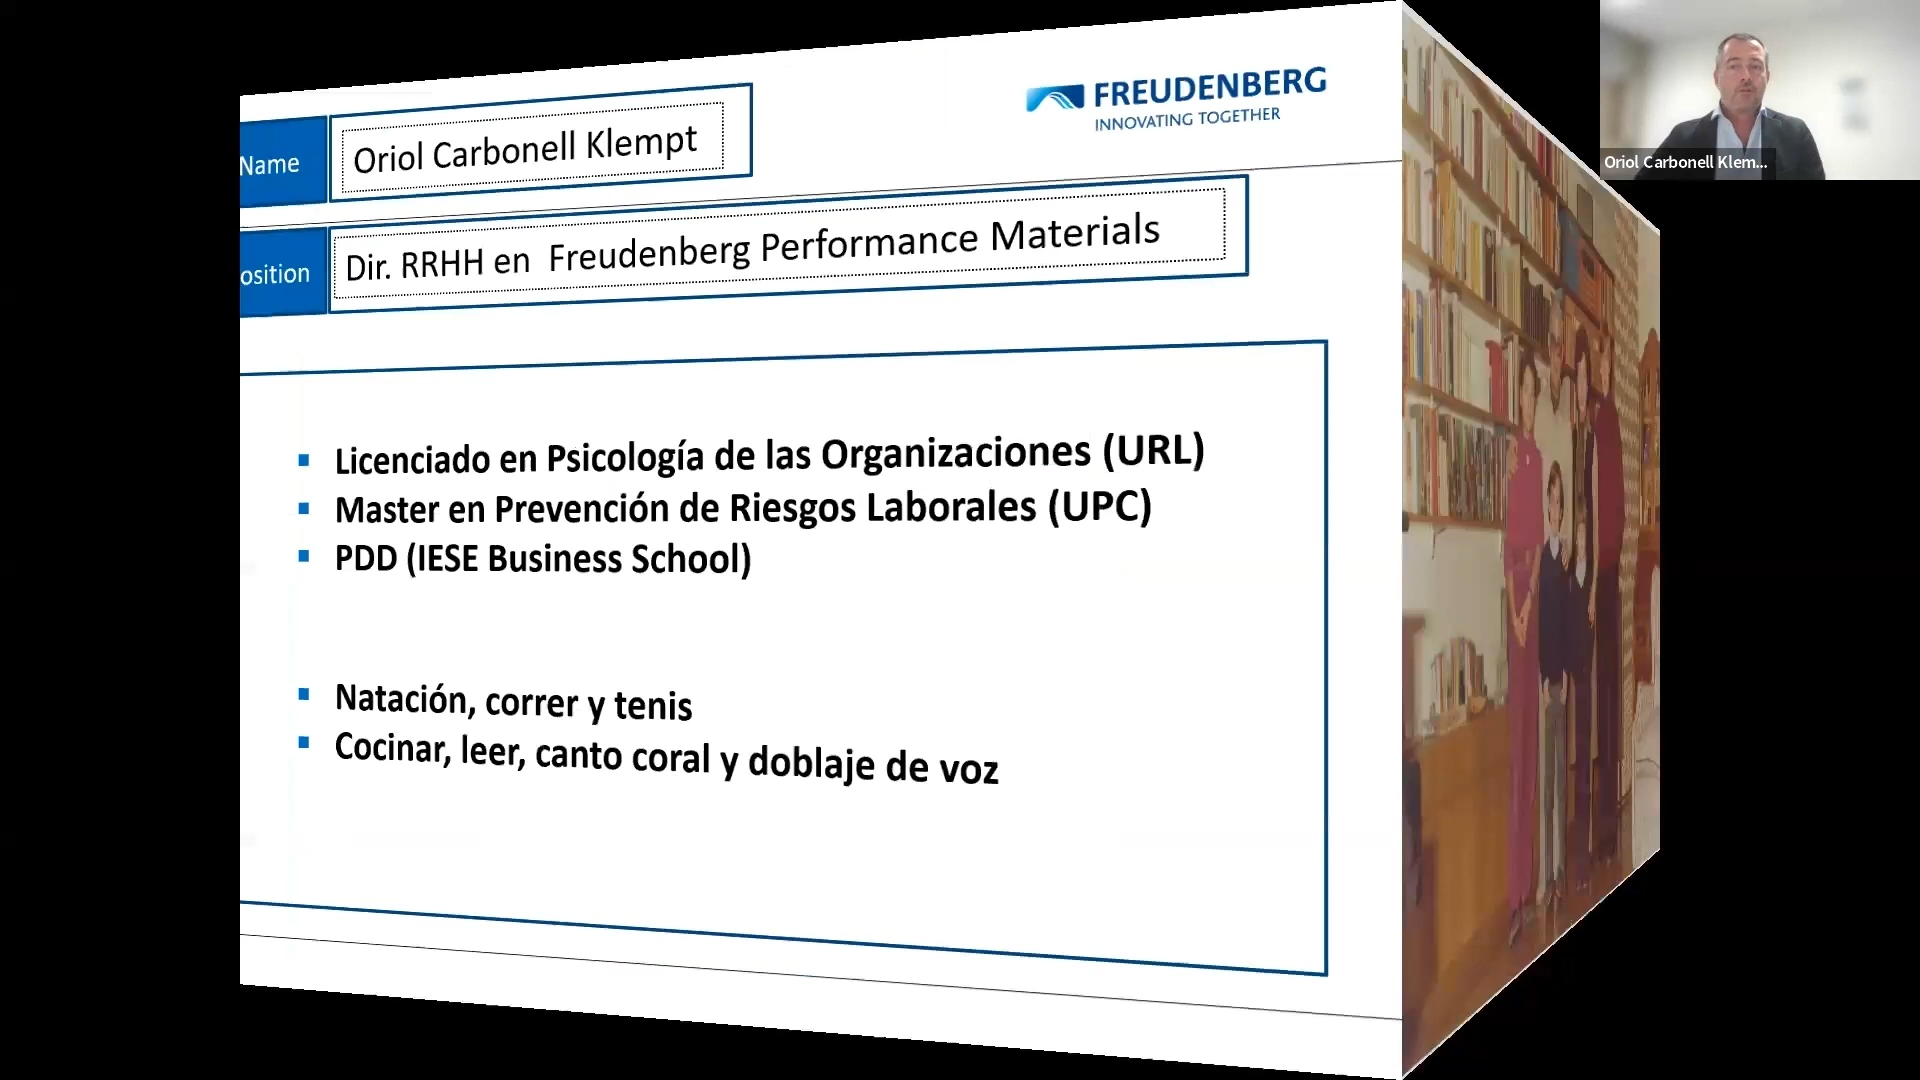 FREUDENBERG
INNOVATING TOGETHER
Name
Oriol Carbonell Klempt
osition
Dir. RRHH en Freudenberg Performance Materials
Licenciado en Psicología de las Organizaciones (URL)
Master en Prevención de Riesgos Laborales (UPC)
PDD (IESE Business School)
Natación, correr y tenis
Cocinar, leer, canto coral y doblaje de voz
Oriol Carbonell Klem...